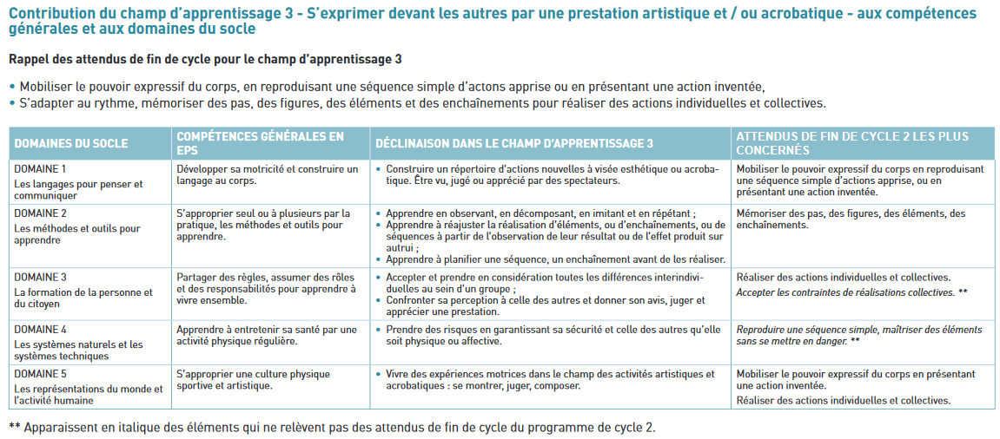 Contribution du champ d’apprentissage 3 - S’exprimer devant les autres par une prestation artistique et / ou acrobatique - aux compétences
générales et aux domaines du socle
Rappel des attendus de fin de cycle pour le champ d’apprentissage 3
• Mobiliser le pouvoir expressif du corps, en reproduisant une séquence simple d’actons apprise ou en présentant une action inventée,
• S’adapter au rythme, mémoriser des pas, des figures, des éléments et des enchaînements pour réaliser des actions individuelles et collectives.
DOMAINES DU SOCLE
COMPÉTENCES GÉNÉRALES EN
EPS
DÉCLINAISON DANS LE CHAMP D’APPRENTISSAGE 3
ATTENDUS DE FIN DE CYCLE 2 LES PLUS
CONCERNÉS
DOMAINE 1
Les langages pour penser et
communiquer
Développer sa motricité et construire un
langage au corps.
• Construire un répertoire d’actions nouvelles à visée esthétique ou acroba-
tique. Être vu, jugé ou apprécié par des spectateurs.
Mobiliser le pouvoir expressif du corps en reproduisant
une séquence simple d’actions apprise, ou en
présentant une action inventée.
DOMAINE 2
Les méthodes et outils pour
apprendre
S’approprier seul ou à plusieurs par la
pratique, les méthodes et outils pour
apprendre.
• Apprendre en observant, en décomposant, en imitant et en répétant ;
• Apprendre à réajuster la réalisation d’éléments, ou d’enchaînements, ou de
séquences à partir de l’observation de leur résultat ou de l’effet produit sur
autrui ;
• Apprendre à planifier une séquence, un enchaînement avant de les réaliser.
Mémoriser des pas, des figures, des éléments, des
enchaînements.
DOMAINE 3
La formation de la personne et
du citoyen
Partager des règles, assumer des rôles
et des responsabilités pour apprendre à
vivre ensemble.
• Accepter et prendre en considération toutes les différences interindivi-
duelles au sein d’un groupe ;
• Confronter sa perception à celle des autres et donner son avis, juger et
apprécier une prestation.
Réaliser des actions individuelles et collectives.
Accepter les contraintes de réalisations collectives. **
DOMAINE 4
Les systèmes naturels et les
systèmes techniques
Apprendre à entretenir sa santé par une
activité physique régulière.
• Prendre des risques en garantissant sa sécurité et celle des autres qu’elle
soit physique ou affective.
Reproduire une séquence simple, maîtriser des éléments
sans se mettre en danger. **
DOMAINE 5
Les représentations du monde et
l’activité humaine
S’approprier une culture physique
sportive et artistique.
• Vivre des expériences motrices dans le champ des activités artistiques et
acrobatiques : se montrer, juger, composer.
Mobiliser le pouvoir expressif du corps en présentant
une action inventée.
Réaliser des actions individuelles et collectives.
** Apparaissent en italique des éléments qui ne relèvent pas des attendus de fin de cycle du programme de cycle 2.